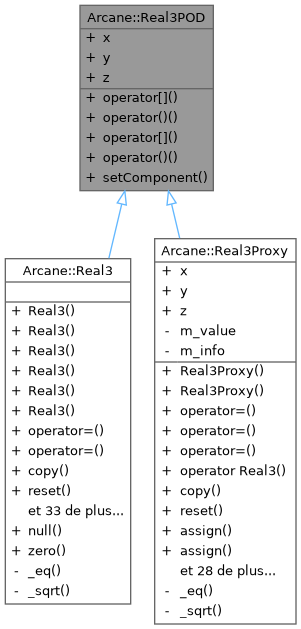 Arcane::Real3POD
+ x
+ y
+ z
+ operator[]()
+ operator()()
+ operator[]()
+ operator()()
+ setComponent()
Arcane::Real3
+ Real3()
+ Real3()
+ Real3()
+ Real3()
+ Real3()
+ Real3()
+ operator=()
+ operator=()
+ copy()
+ reset()
et 33 de plus...
+ null()
+ zero()
- _eq()
- _sqrt()
Arcane::Real3Proxy
+ x
+ y
+ z
- m_value
- m_info
+ Real3Proxy()
+ Real3Proxy()
+ operator=()
+ operator=()
+ operator=()
+ operator Real3()
+ copy()
+ reset()
+ assign()
+ assign()
et 28 de plus...
- _eq()
- _sqrt()